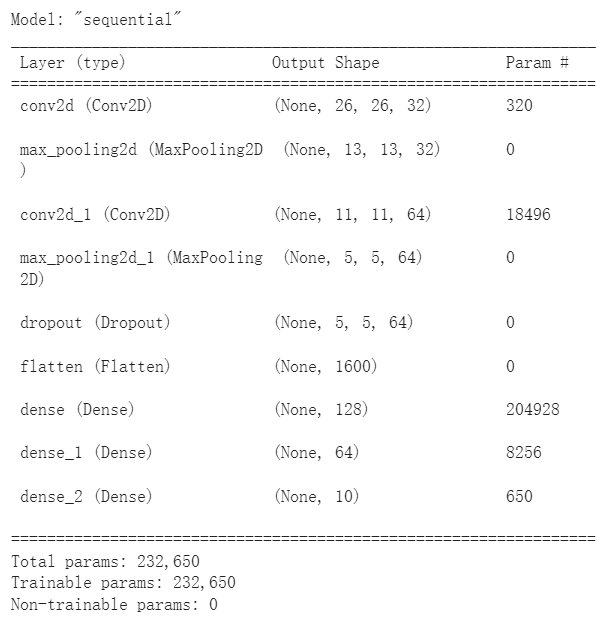 Model: "sequential"
Layer (type) Output Shape Param #
conv2d (Conv2D) (None, 26, 26, 32) 320
max_pooling2d (MaxPooling2D (None, 13, 13, 32) 0
)
conv2d_1 (Conv2D) (None, 11, 11, 64) 18496
max_pooling2d_1 (MaxPooling (None, 5, 5, 64) 0
2D)
dropout (Dropout) (None, 5, 5, 64) 0
flatten (Flatten) (None, 1600) 0
dense (Dense) (None, 128) 204928
dense_1 (Dense) (None, 64) 8256
dense_2 (Dense) (None, 10) 650
Total params: 232,650
Trainable params: 232,650
Non-trainable params: 0